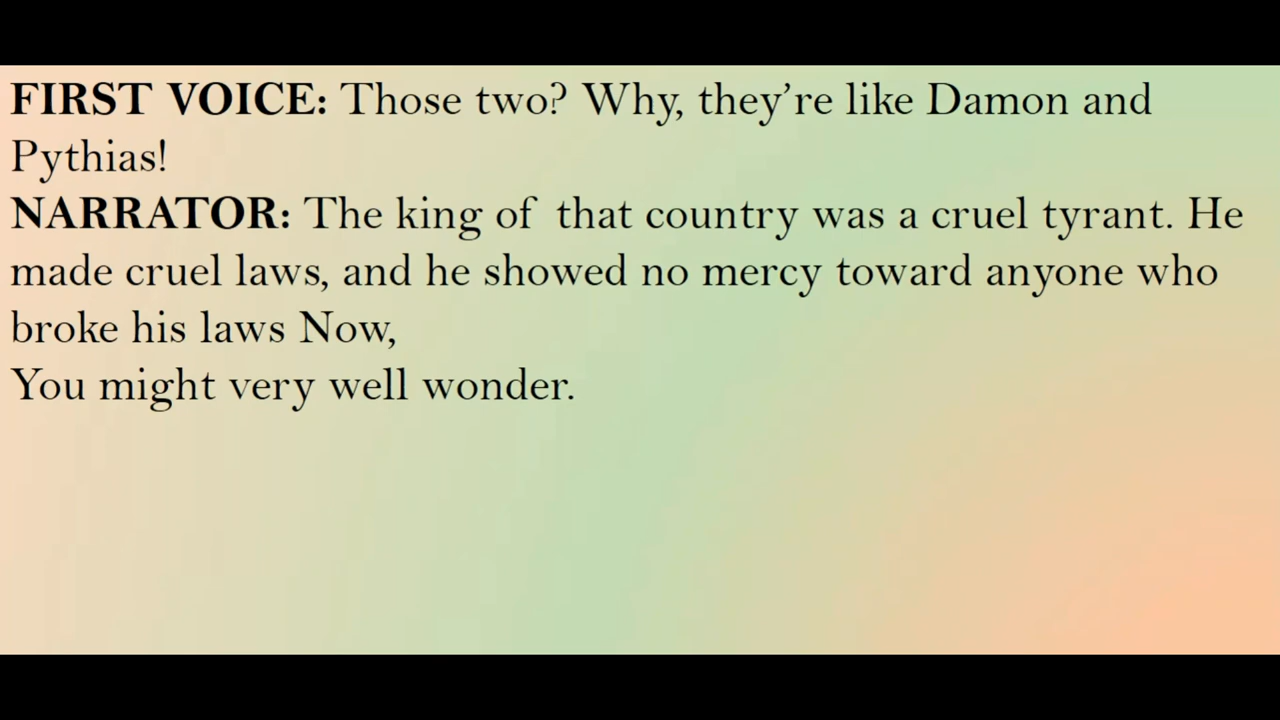 FIRST VOICE: Those two? Why, they’re like Damon and
Pythias!
NARRATOR: The king of that country was a cruel tyrant. He
made cruel laws, and he showed no mercy toward anyone who
broke his laws Now,
You might very well wonder.